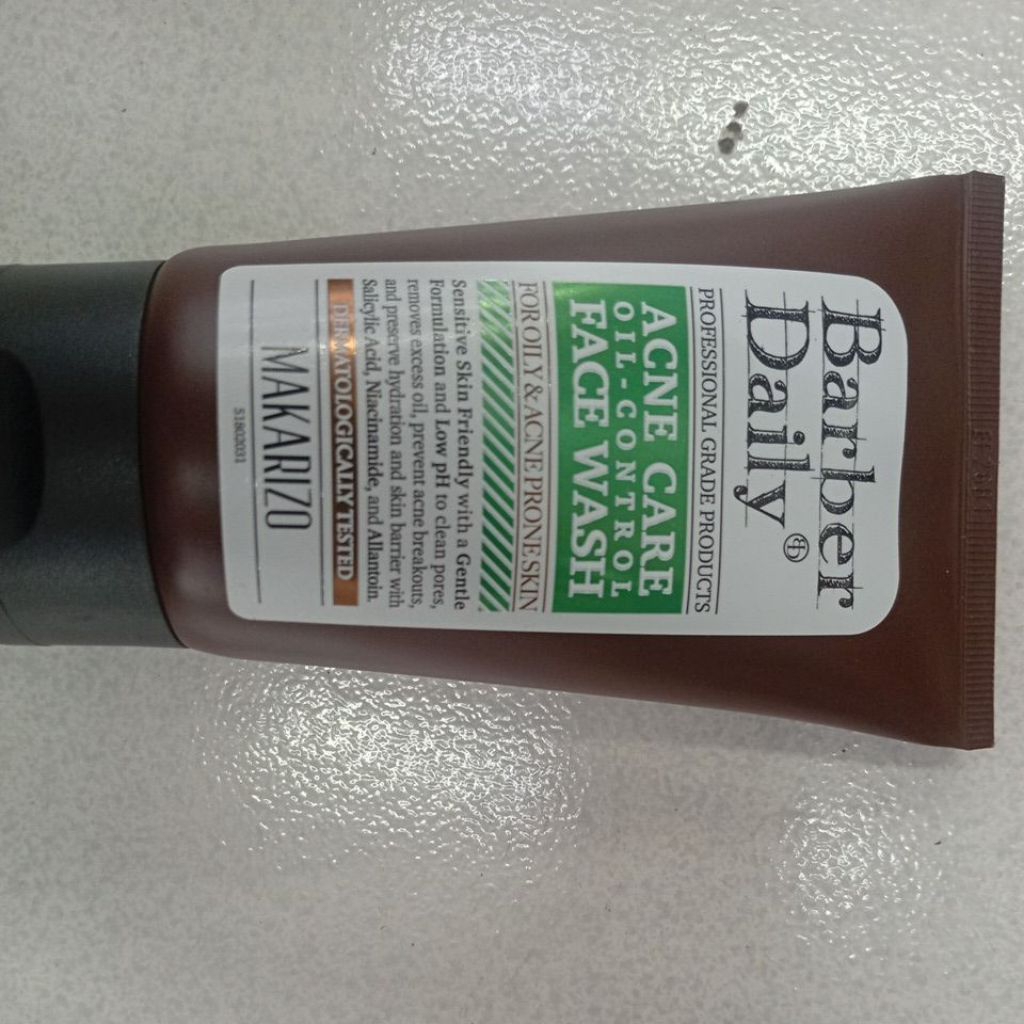 Barber
Daily
PROFESSIONAL GRADE PRODUCTS
ACNE CARE
OIL-CONTROL
FACE WASH
FOR OILY & ACNE PRONE SKIN
Sensitive Skin Friendly with a Gentle
Formulation and Low pH to clean pores,
removes excess oil, prevent acne breakouts,
and preserve hydration and skin barrier with
Salicylic Acid, Niacinamide, and Allantoin.
DERMATOLOGICALLY TESTED
MAKARIZO
51802031